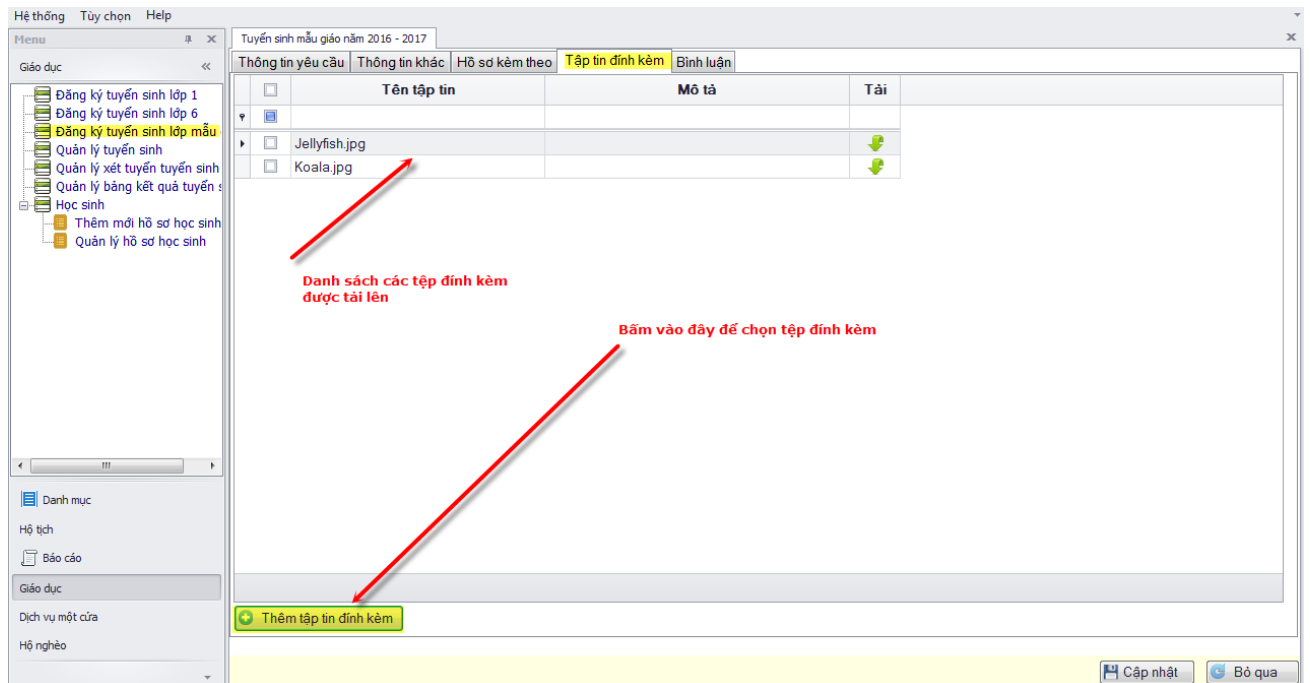 Hệ thống Tùy chọn Help
Menu
Giáo dục
Đăng ký tuyển sinh lớp 1
Đăng ký tuyển sinh lớp 6
Đăng ký tuyển sinh lớp mẫu
Quản lý tuyển sinh
Quản lý xét tuyển tuyển sinh
Quản lý bảng kết quả tuyển s
Học sinh
Thêm mới hồ sơ học sinh
Quản lý hồ sơ học sinh
Danh mục
Hộ tịch
Báo cáo
Giáo dục
Dịch vụ một cửa
Hộ nghèo
Tuyển sinh mẫu giáo năm 2016 - 2017
Thông tin yêu cầu Thông tin khác Hồ sơ kèm theo Tập tin đính kèm Bình luận
Tên tập tin Mô tả Tải
Jellyfish.jpg
Koala.jpg
Danh sách các tệp đính kèm
được tải lên
Bấm vào đây để chọn tệp đính kèm
Thêm tập tin đính kèm
Cập nhật Bỏ qua